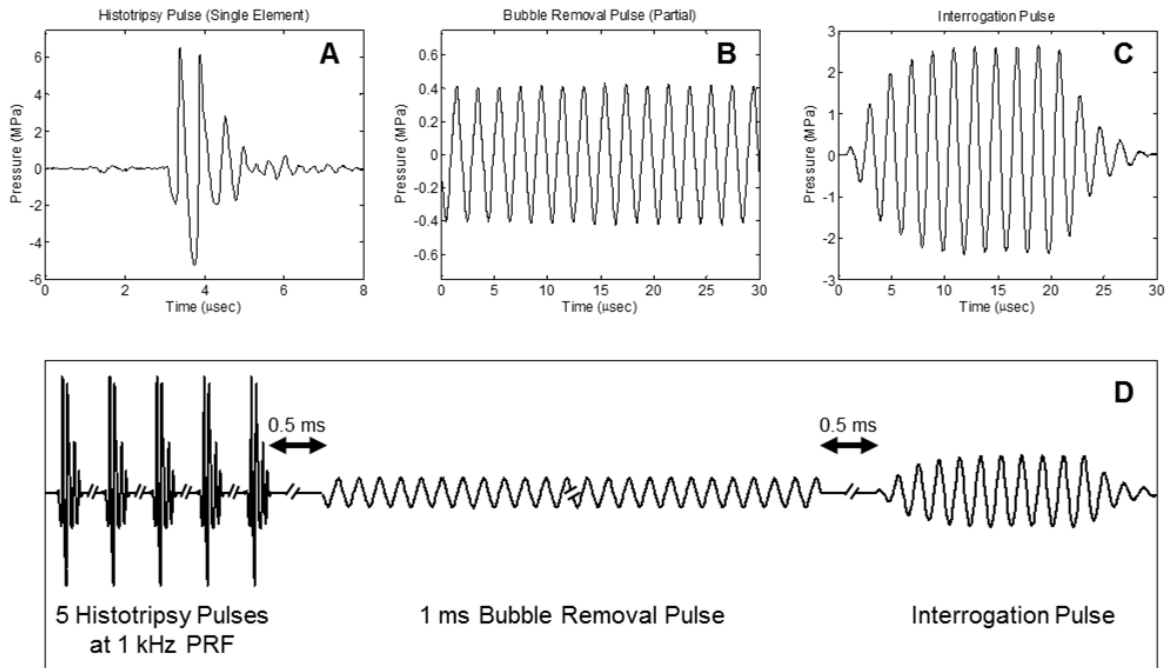 Histotripsy Pulse (Single Element)
A
6
4
2
0
-2
-4
-6
Pressure (MPa)
0 2 4 6 8
Time (μsec)
Bubble Removal Pulse (Partial)
B
0.6
0.4
0.2
0
-0.2
-0.4
-0.6
Pressure (MPa)
0 5 10 15 20 25 30
Time (μsec)
Interrogation Pulse
C
3
2
1
0
-1
-2
-3
Pressure (MPa)
0 5 10 15 20 25 30
Time (μsec)
D
0.5 ms
0.5 ms
5 Histotripsy Pulses
at 1 kHz PRF
1 ms Bubble Removal Pulse
Interrogation Pulse